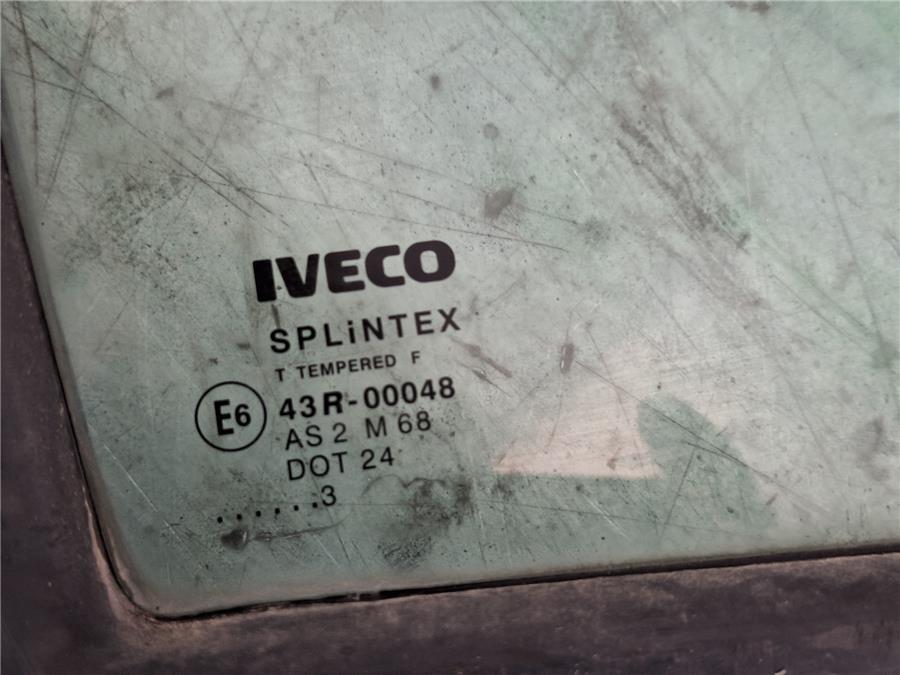 IVECO
SPLiNTEX
T TEMPERED F
E6 43R-00048
AS 2 M 68
DOT 24
......3